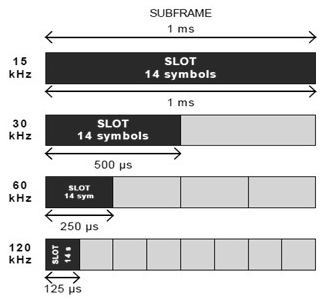 SUBFRAME
1 ms
15
kHz
SLOT
14 symbols
1 ms
30
kHz
SLOT
14 symbols
500 µs
60
kHz
SLOT
14 sym
250 µs
120
kHz
SLOT
14 s
125 µs